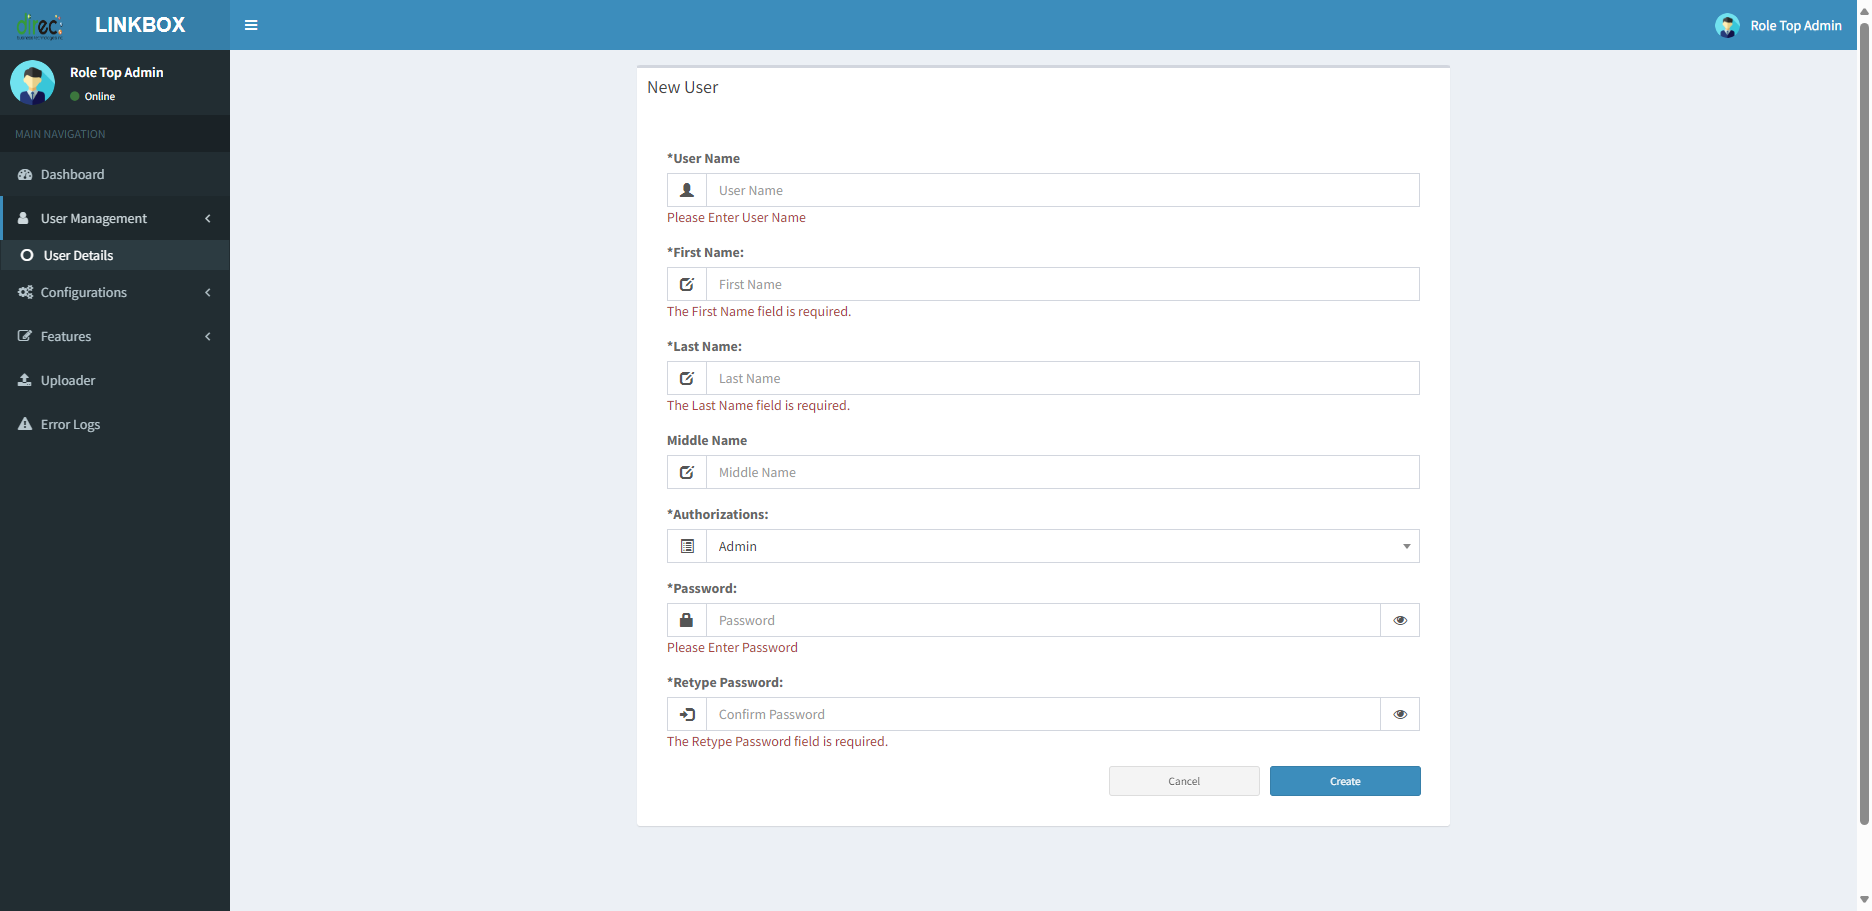 LINKBOX
Role Top Admin
Role Top Admin
Online
MAIN NAVIGATION
Dashboard
User Management
User Details
Configurations
Features
Uploader
Error Logs
New User
*User Name
User Name
Please Enter User Name
*First Name:
First Name
The First Name field is required.
*Last Name:
Last Name
The Last Name field is required.
Middle Name
Middle Name
*Authorizations:
Admin
*Password:
Password
Please Enter Password
*Retype Password:
Confirm Password
The Retype Password field is required.
Cancel
Create